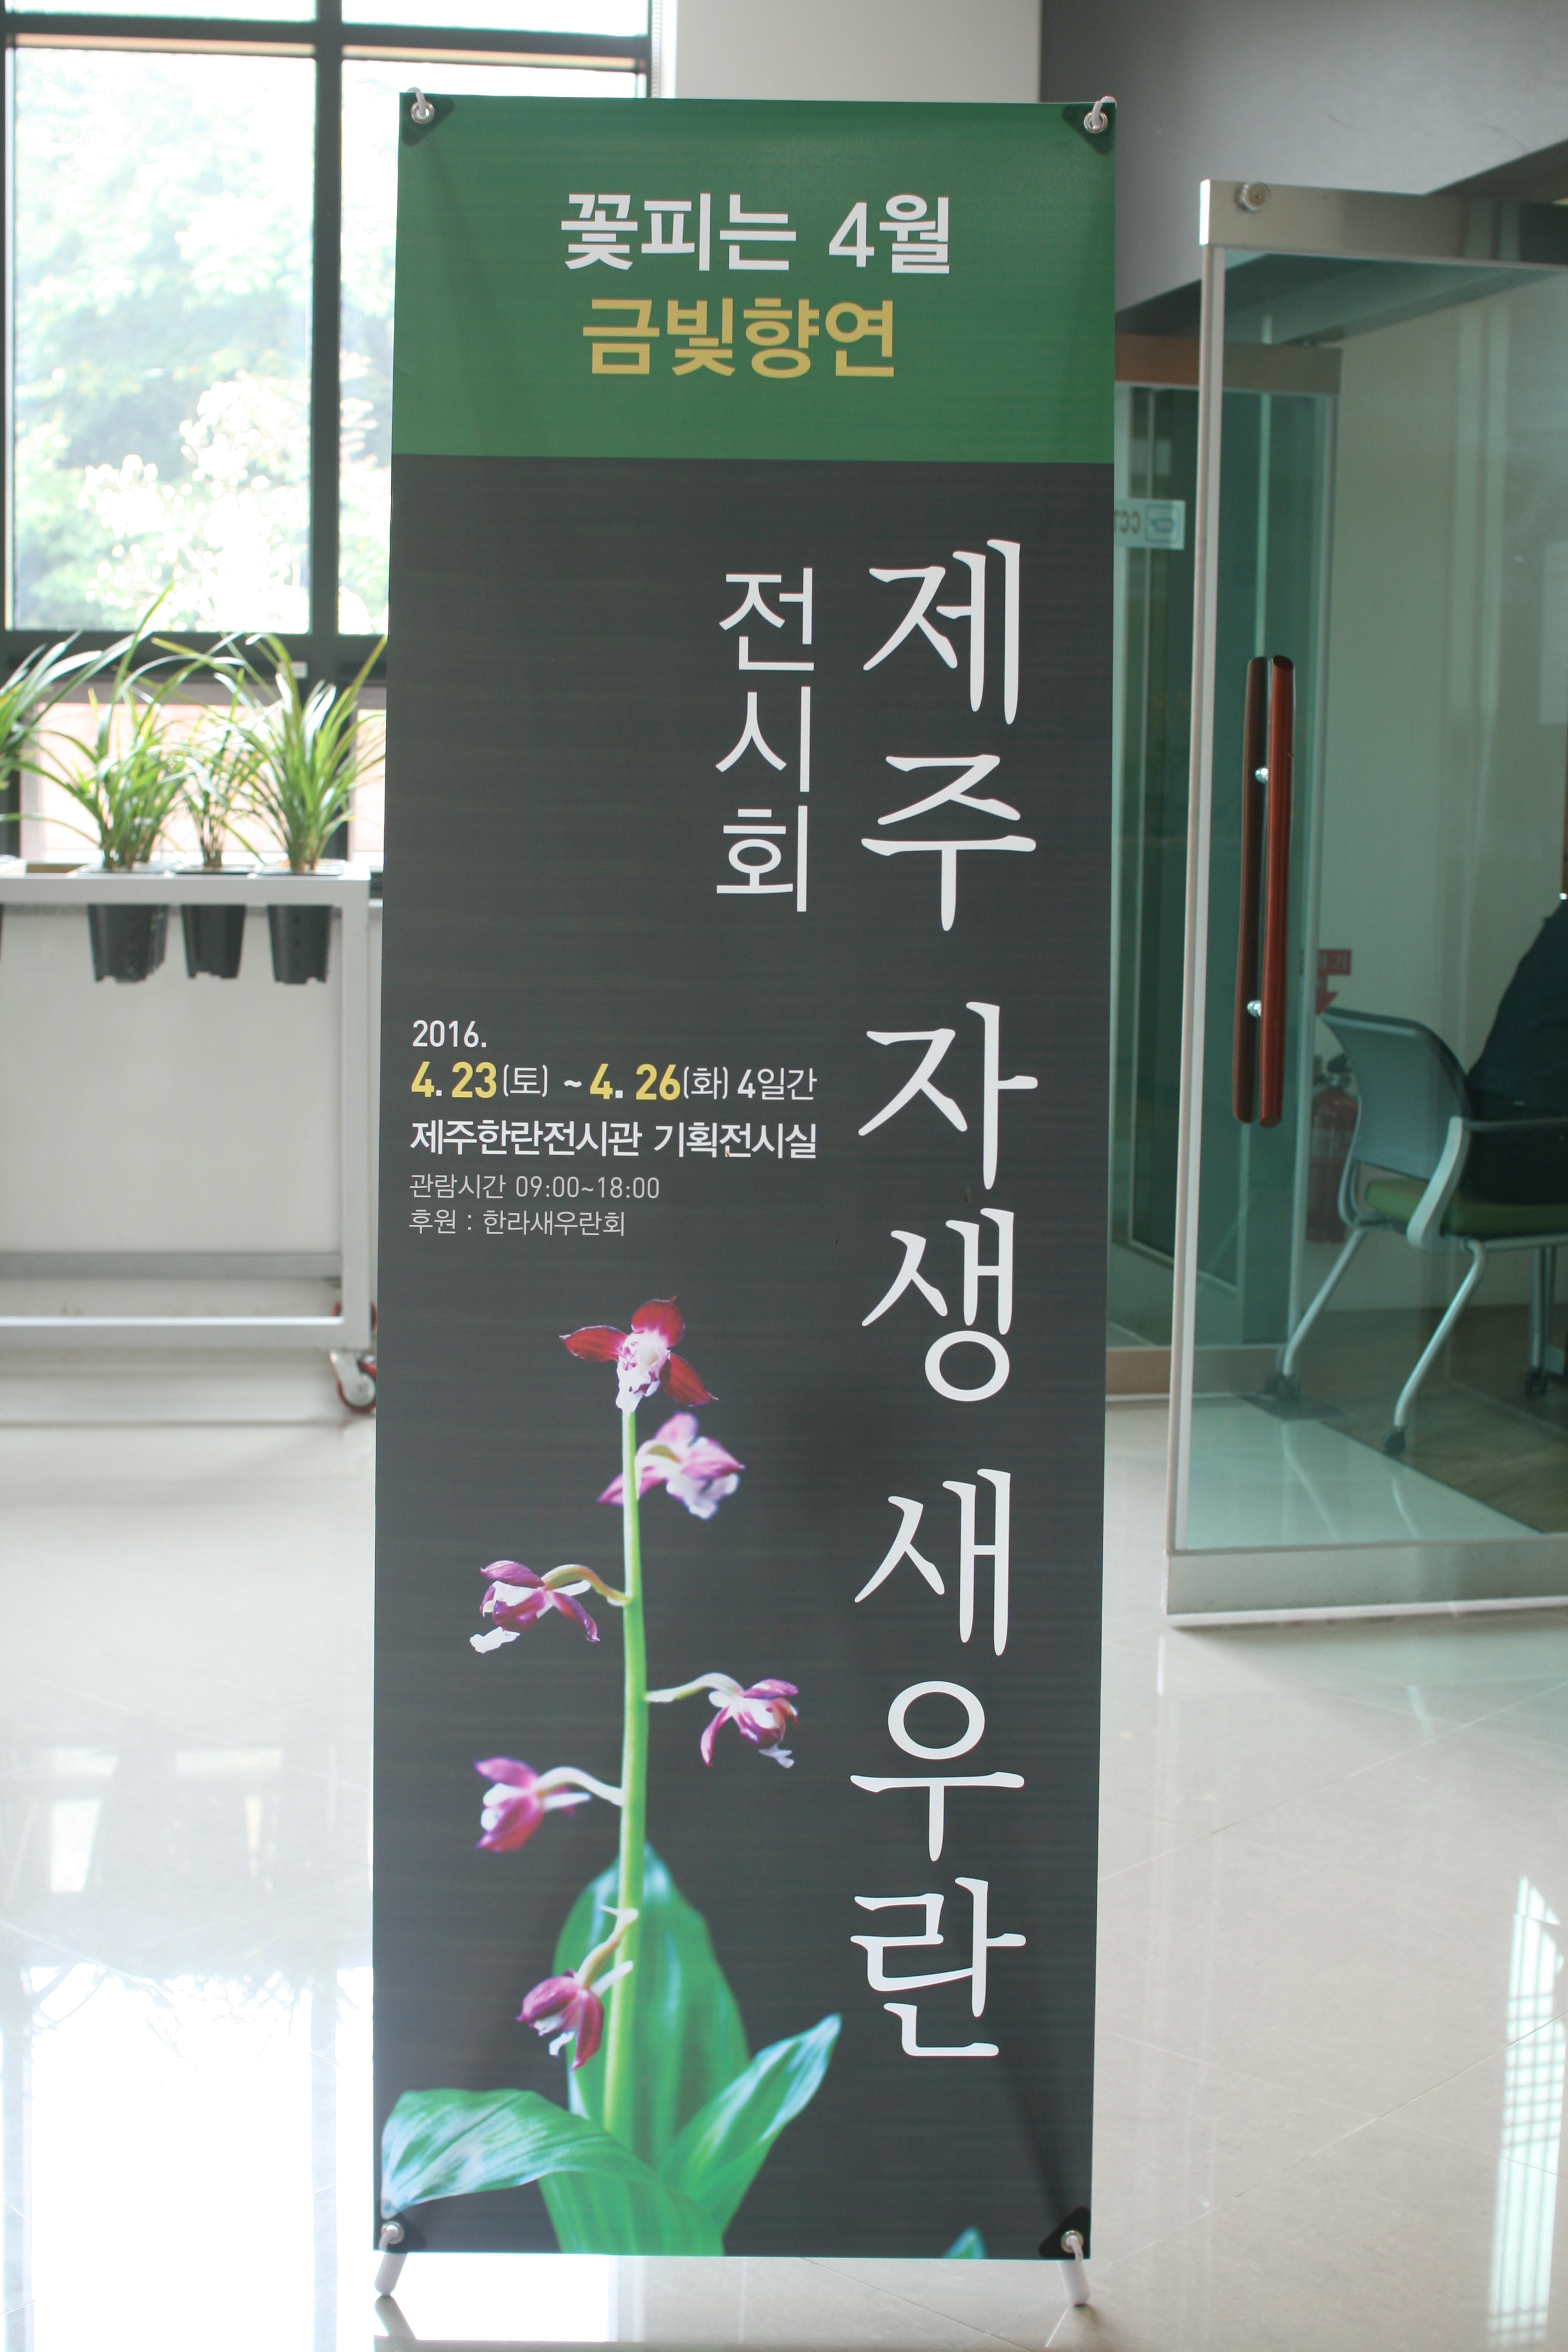 꽃피는 4월
금빛향연
제주 자생 새우란
전시회
2016.
4. 23(토) ~ 4. 26(화) 4일간
제주한란전시관 기획전시실
관람시간 09:00~18:00
후원 : 한라새우란회